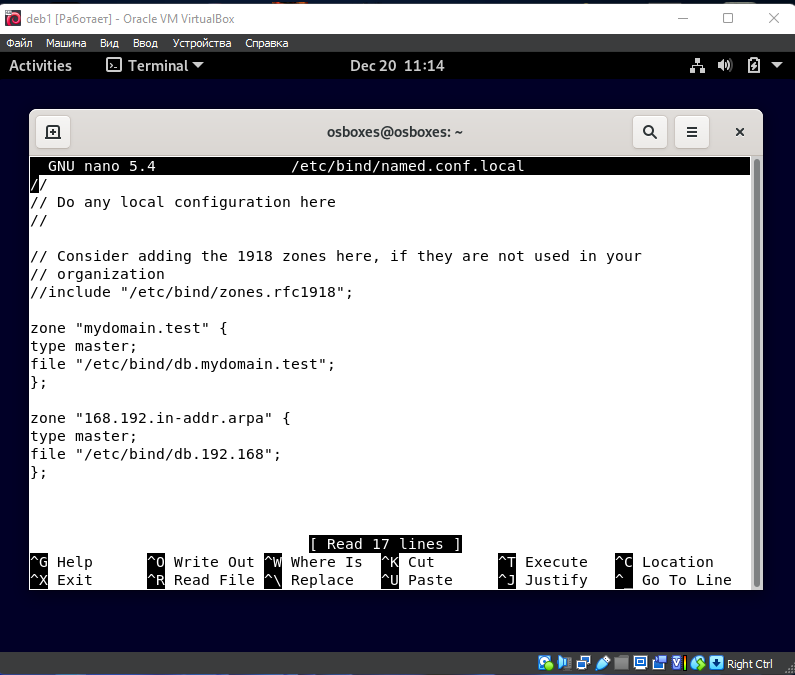 deb1 [Работает] - Oracle VM VirtualBox
Файл Машина Вид Ввод Устройства Справка
Activities Terminal Dec 20 11:14
osboxes@osboxes: ~
GNU nano 5.4 /etc/bind/named.conf.local
//
// Do any local configuration here
//
// Consider adding the 1918 zones here, if they are not used in your
// organization
//include "/etc/bind/zones.rfc1918";
zone "mydomain.test" {
type master;
file "/etc/bind/db.mydomain.test";
};
zone "168.192.in-addr.arpa" {
type master;
file "/etc/bind/db.192.168";
};
[ Read 17 lines ]
^G Help ^O Write Out ^W Where Is ^K Cut ^T Execute ^C Location
^X Exit ^R Read File ^\ Replace ^U Paste ^J Justify ^_ Go To Line
Right Ctrl